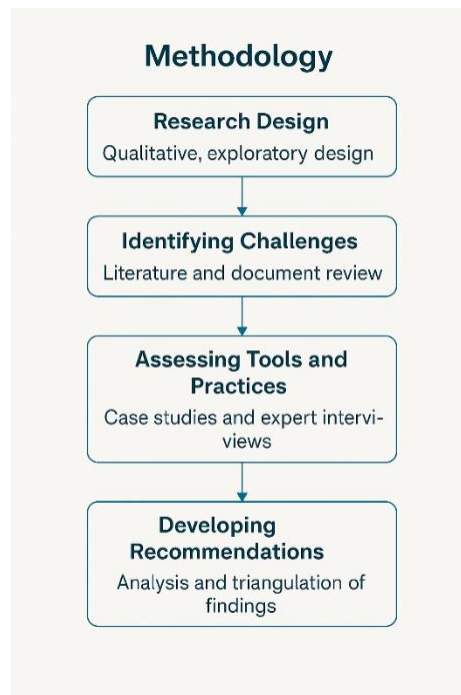 Methodology
Research Design
Qualitative, exploratory design
Identifying Challenges
Literature and document review
Assessing Tools and
Practices
Case studies and expert intervi-
views
Developing
Recommendations
Analysis and triangulation of
findings